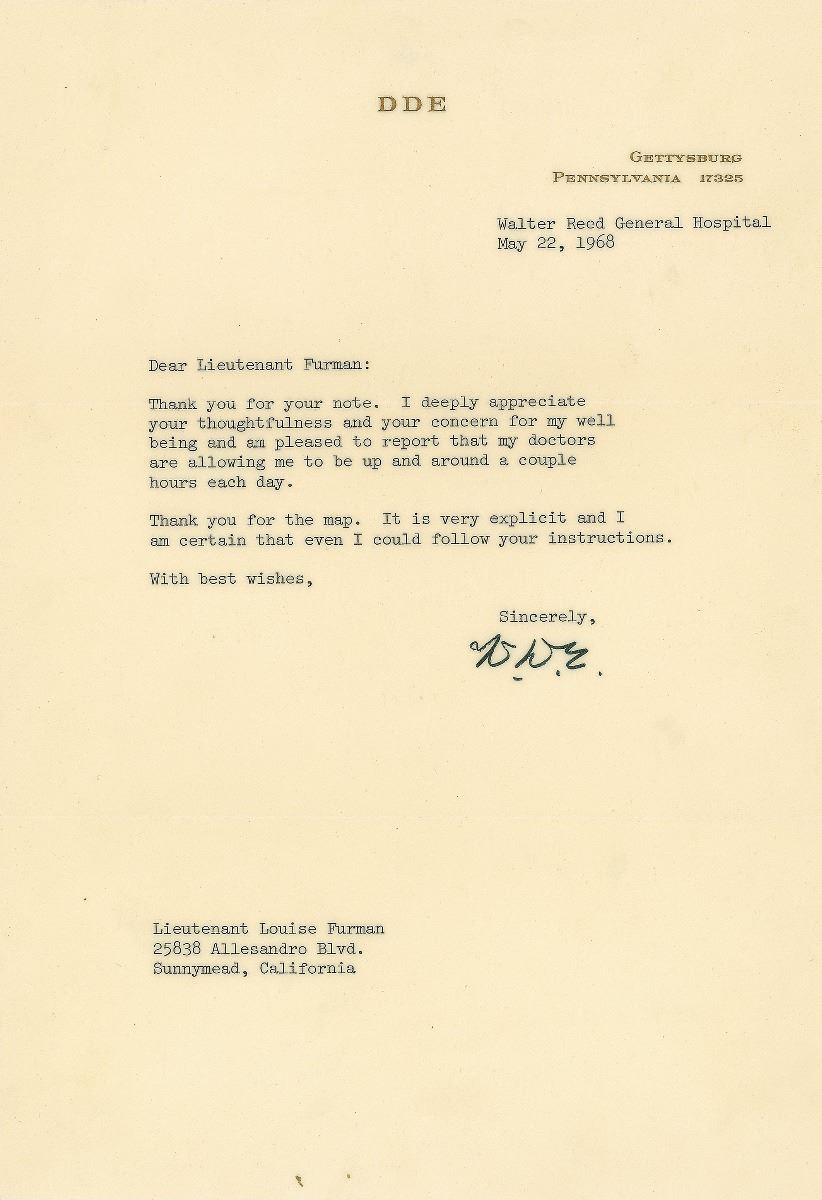 DDE
GETTYSBURG
PENNSYLVANIA 17325
Walter Reed General Hospital
May 22, 1968
Dear Lieutenant Furman:
Thank you for your note. I deeply appreciate
your thoughtfulness and your concern for my well
being and am pleased to report that my doctors
are allowing me to be up and around a couple
hours each day.
Thank you for the map. It is very explicit and I
am certain that even I could follow your instructions.
With best wishes,
Sincerely,
D.D.E.
Lieutenant Louise Furman
25838 Allesandro Blvd.
Sunnymead, California